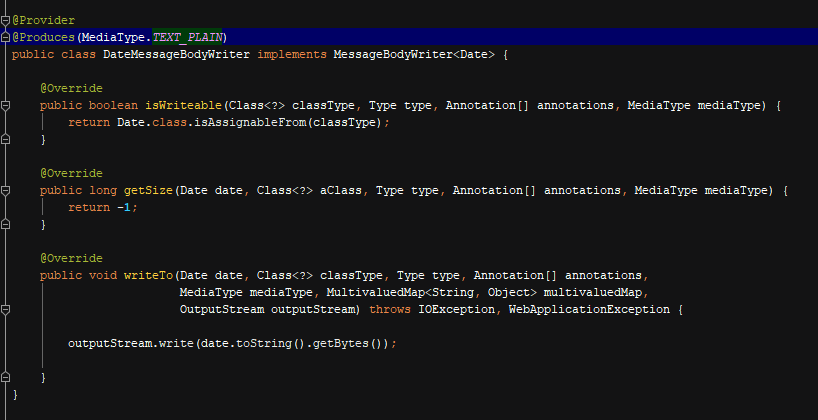 @Provider
@Produces(MediaType.TEXT_PLAIN)
public class DateMessageBodyWriter implements MessageBodyWriter<Date> {
@Override
public boolean isWriteable(Class<?> classType, Type type, Annotation[] annotations, MediaType mediaType) {
return Date.class.isAssignableFrom(classType);
}
@Override
public long getSize(Date date, Class<?> aClass, Type type, Annotation[] annotations, MediaType mediaType) {
return -1;
}
@Override
public void writeTo(Date date, Class<?> classType, Type type, Annotation[] annotations,
MediaType mediaType, MultivaluedMap<String, Object> multivaluedMap,
OutputStream outputStream) throws IOException, WebApplicationException {
outputStream.write(date.toString().getBytes());
}
}